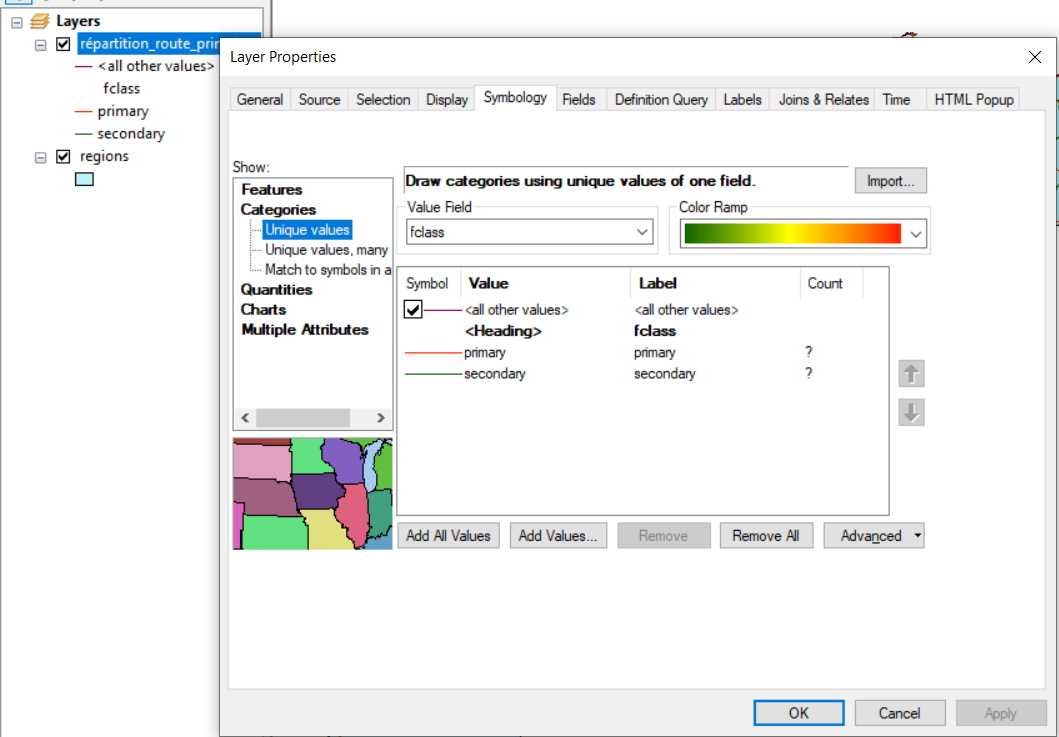 Layers
répartition_route_prin
<all other values>
fclass
primary
secondary
regions
Layer Properties
General Source Selection Display Symbology Fields Definition Query Labels Joins & Relates Time HTML Popup
Show:
Features
Categories
Unique values
Unique values, many
Match to symbols in a
Quantities
Charts
Multiple Attributes
Draw categories using unique values of one field.
Import...
Value Field
fclass
Color Ramp
Symbol Value Label Count
<all other values> <all other values>
<Heading> fclass
primary primary ?
secondary secondary ?
Add All Values Add Values... Remove Remove All Advanced
OK Cancel Apply